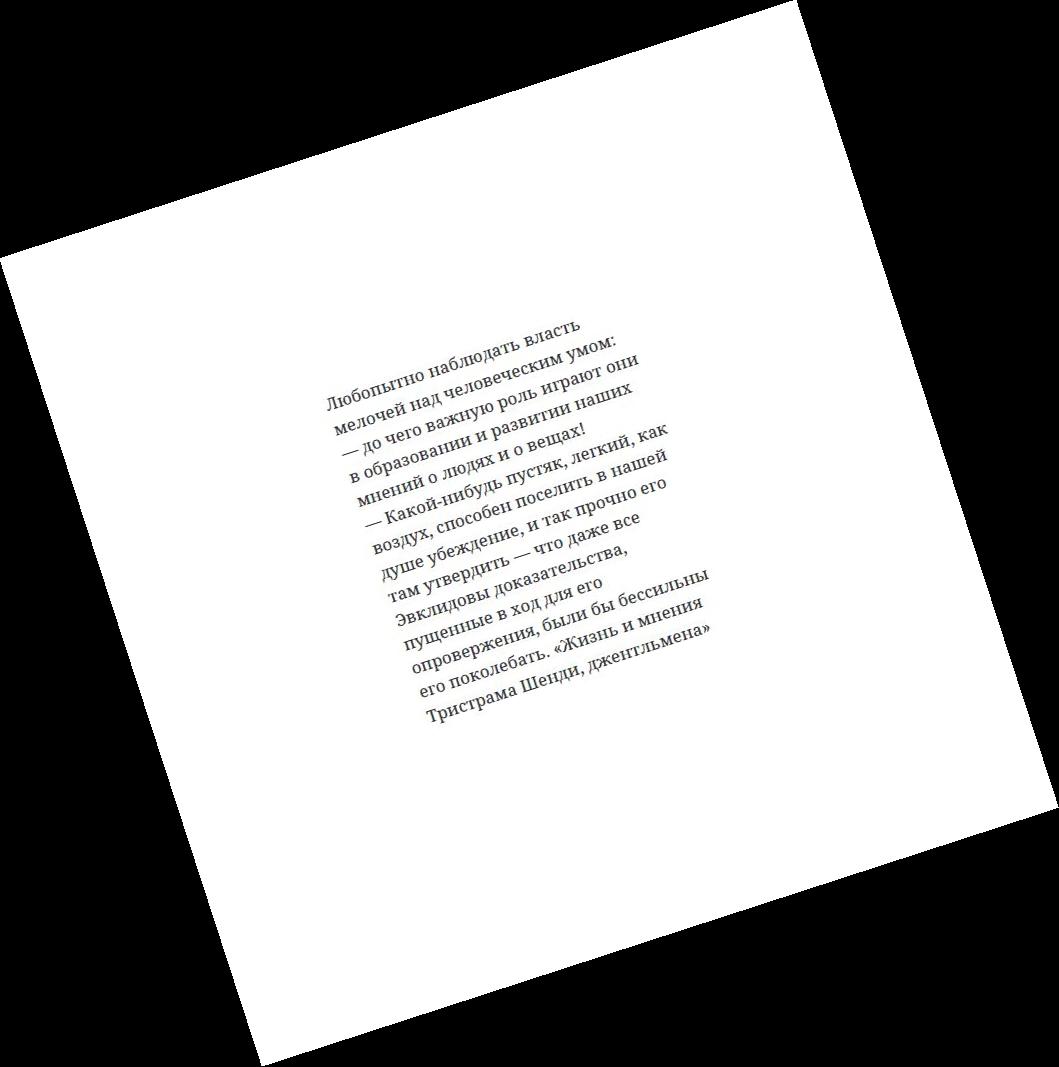 Любопытно наблюдать власть
мелочей над человеческим умом:
— до чего важную роль играют они
в образовании и развитии наших
мнений о людях и о вещах!
— Какой-нибудь пустяк, легкий, как
воздух, способен поселить в нашей
душе убеждение, и так прочно его
там утвердить — что даже все
Эвклидовы доказательства,
пущенные в ход для его
опровержения, были бы бессильны
его поколебать. «Жизнь и мнения
Тристрама Шенди, джентльмена»